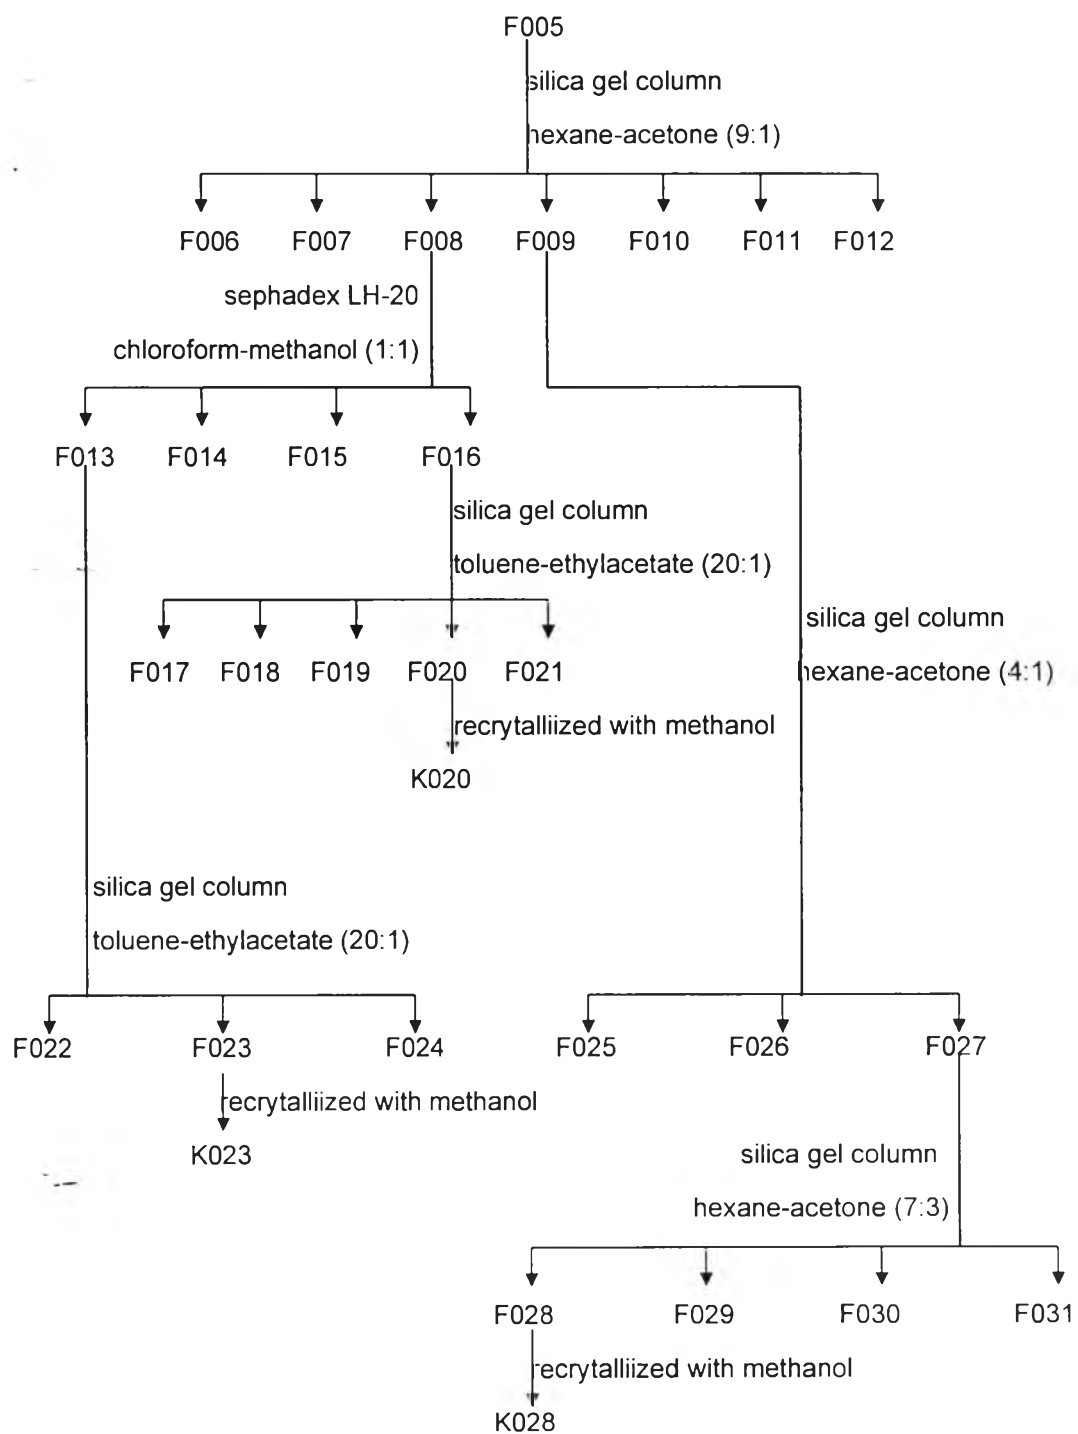 F005
silica gel column
hexane-acetone (9:1)
F006 F007 F008 F009 F010 F011 F012
sephadex LH-20
chloroform-methanol (1:1)
F013 F014 F015 F016
silica gel column
toluene-ethylacetate (20:1)
silica gel column
hexane-acetone (4:1)
F017 F018 F019 F020 F021
recrytalliized with methanol
K020
silica gel column
toluene-ethylacetate (20:1)
F022 F023 F024 F025 F026 F027
recrytalliized with methanol
K023
silica gel column
hexane-acetone (7:3)
F028 F029 F030 F031
recrytalliized with methanol
K028